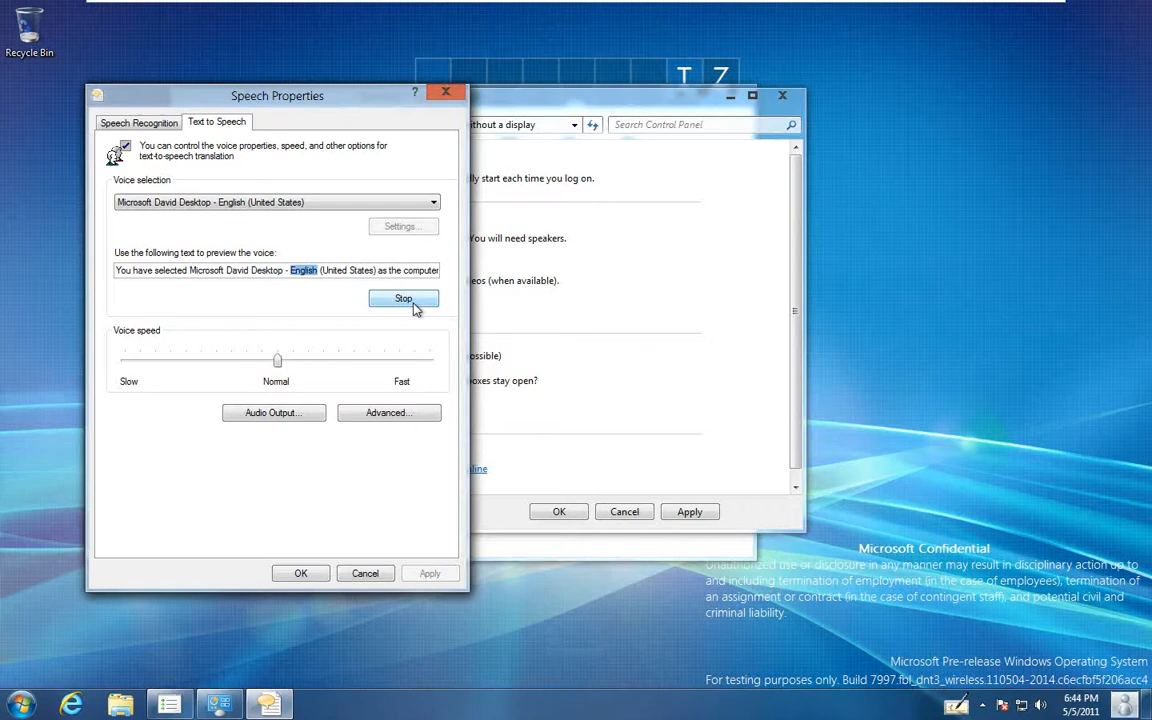 Recycle Bin
T Z
Speech Properties
?
Speech Recognition
Text to Speech
You can control the voice properties, speed, and other options for
text-to-speech translation
Voice selection
Microsoft David Desktop - English (United States)
Settings...
Use the following text to preview the voice:
You have selected Microsoft David Desktop - English (United States) as the computer
Stop
Voice speed
Slow
Normal
Fast
Audio Output...
Advanced...
OK
Cancel
Apply
ithout a display
Search Control Panel
lly start each time you log on.
You will need speakers.
eos (when available).
ossible)
boxes stay open?
nline
OK
Cancel
Apply
Microsoft Confidential
Unauthorized use or disclosure in any manner may result in disciplinary action up to
and including termination of employment (in the case of employees), termination of
an assignment or contract (in the case of contingent staff), and potential civil and
criminal liability.
Microsoft Pre-release Windows Operating System
For testing purposes only. Build 7997.fbl_dnt3_wireless.110504-2014.c6ecfbf5f206acc4
6:44 PM
5/5/2011